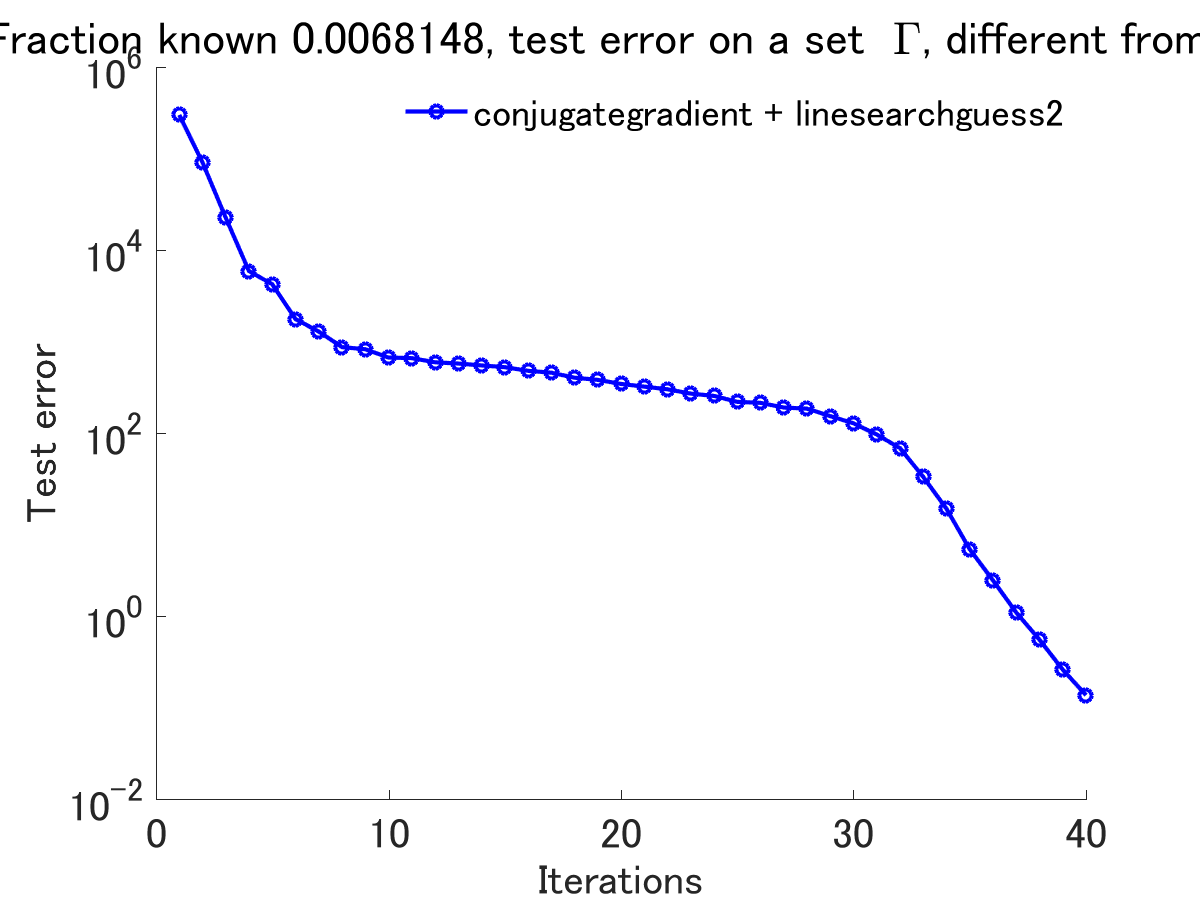 Fraction known 0.0068148, test error on a set Γ, different from
10^6
conjugategradient + linesearchguess2
10^4
10^2
10^0
10^-2
Test error
0 10 20 30 40
Iterations